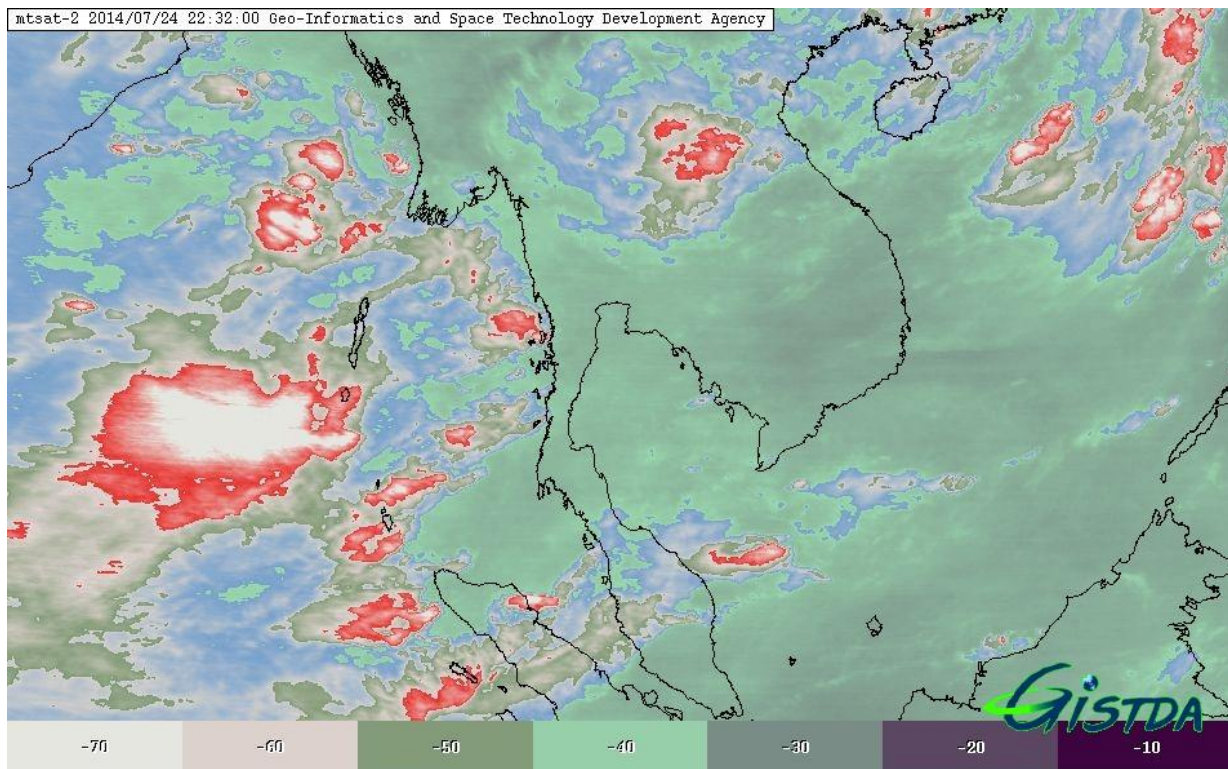 mtsat-2 2014/07/24 22:32:00 Geo-Informatics and Space Technology Development Agency
GISTDA
-70 -60 -50 -40 -30 -20 -10